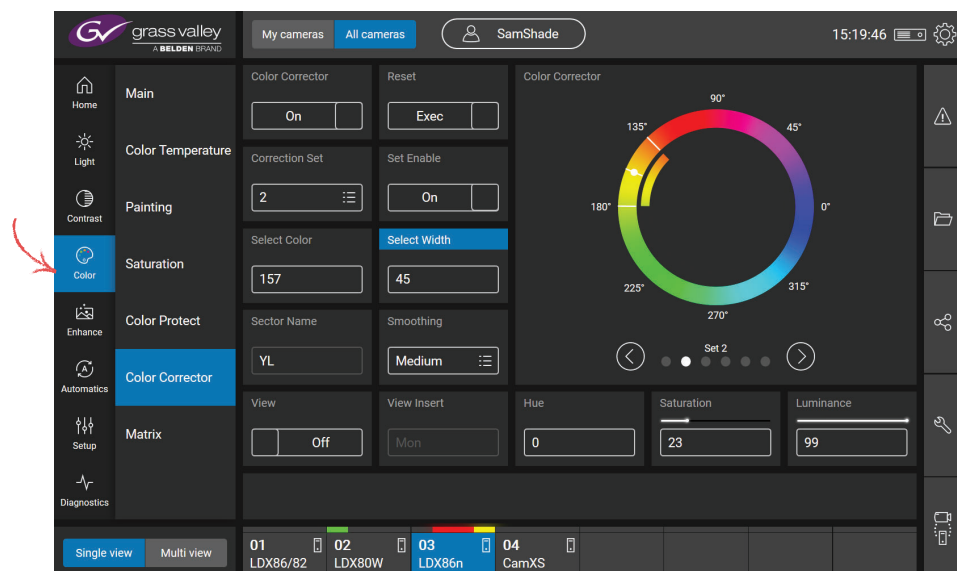 GV grass valley
A BELDEN BRAND
My cameras All cameras
SamShade
15:19:46
Home
Light
Contrast
Color
Enhance
A
Automatics
Setup
Diagnostics
Main
Color Temperature
Painting
Saturation
Color Protect
Color Corrector
Matrix
Color Corrector
On
Reset
Exec
Correction Set
2
Set Enable
On
Select Color
157
Select Width
45
Sector Name
YL
Smoothing
Medium
View
Off
View Insert
Mon
Color Corrector
90°
135°
45°
180°
0°
225°
315°
270°
Set 2
Hue
0
Saturation
23
Luminance
99
Single view Multi view
01
LDX86/82
02
LDX80W
03
LDX86n
04
CamXS